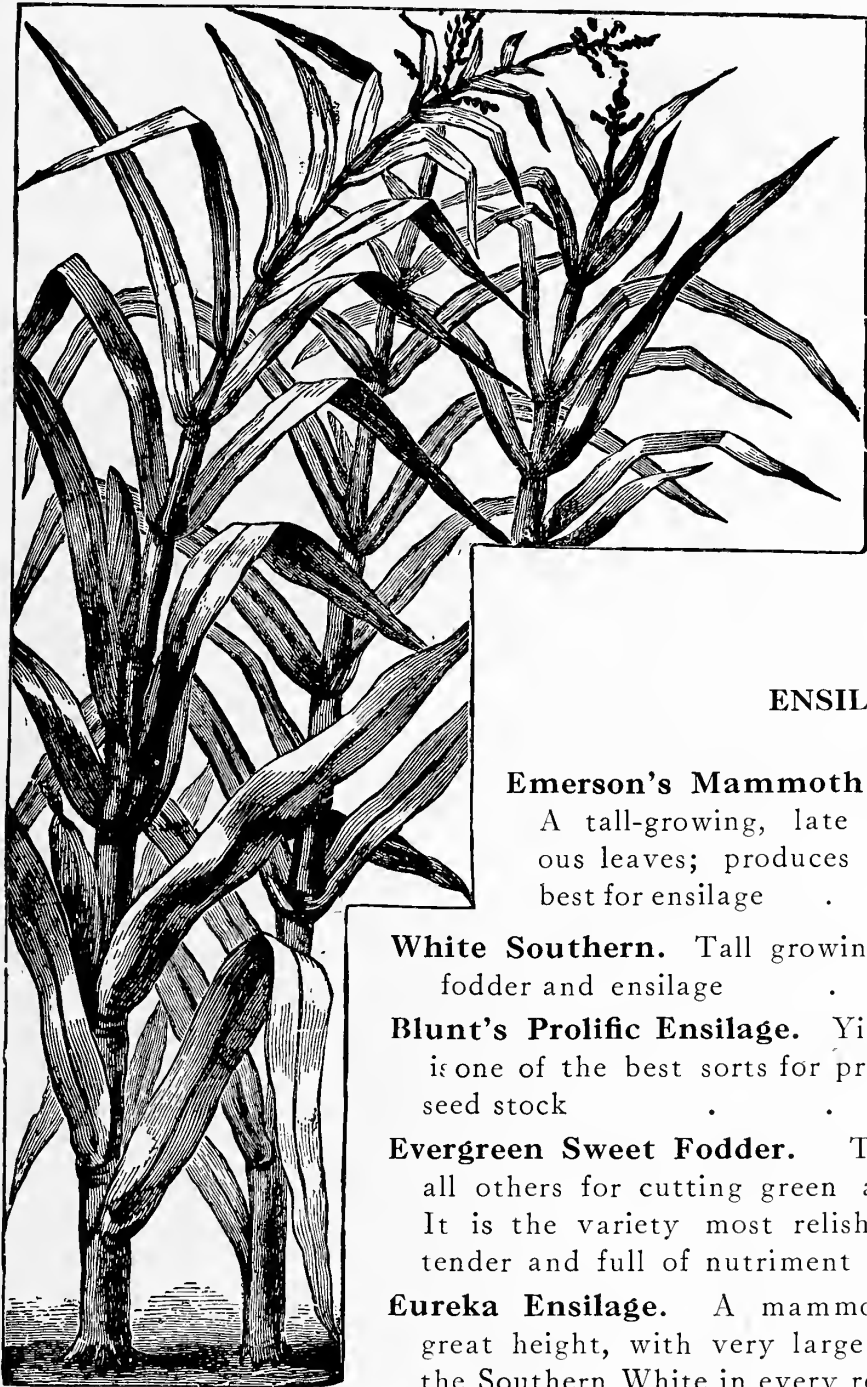 ENSIL
Emerson's Mammoth
A tall-growing, late
ous leaves; produces
best for ensilage .
White Southern. Tall growin
fodder and ensilage .
Blunt's Prolific Ensilage. Yi
is one of the best sorts for pr
seed stock . .
Evergreen Sweet Fodder. T
all others for cutting green a
It is the variety most relish
tender and full of nutriment
Eureka Ensilage. A mammo
great height, with very large
the Southern White in every